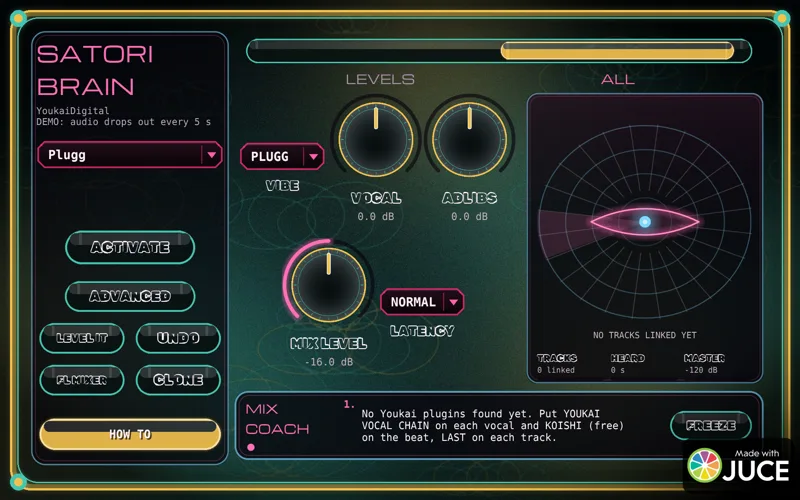 SATORI
BRAIN
YoukaiDigital
DEMO: audio drops out every 5 s
Plugg
ACTIVATE
ADVANCED
LEVEL IT
UNDO
FL MIXER
CLONE
HOW TO
LEVELS
PLUGG
VIBE
VOCAL
0.0 dB
ADLIBS
0.0 dB
MIX LEVEL
-16.0 dB
NORMAL
LATENCY
ALL
NO TRACKS LINKED YET
TRACKS
0 linked
HEARD
0 s
MASTER
-120 dB
MIX
COACH
1.
No Youkai plugins found yet. Put YOUKAI
VOCAL CHAIN on each vocal and KOISHI (free)
on the beat, LAST on each track.
FREEZE
Made with
JUCE